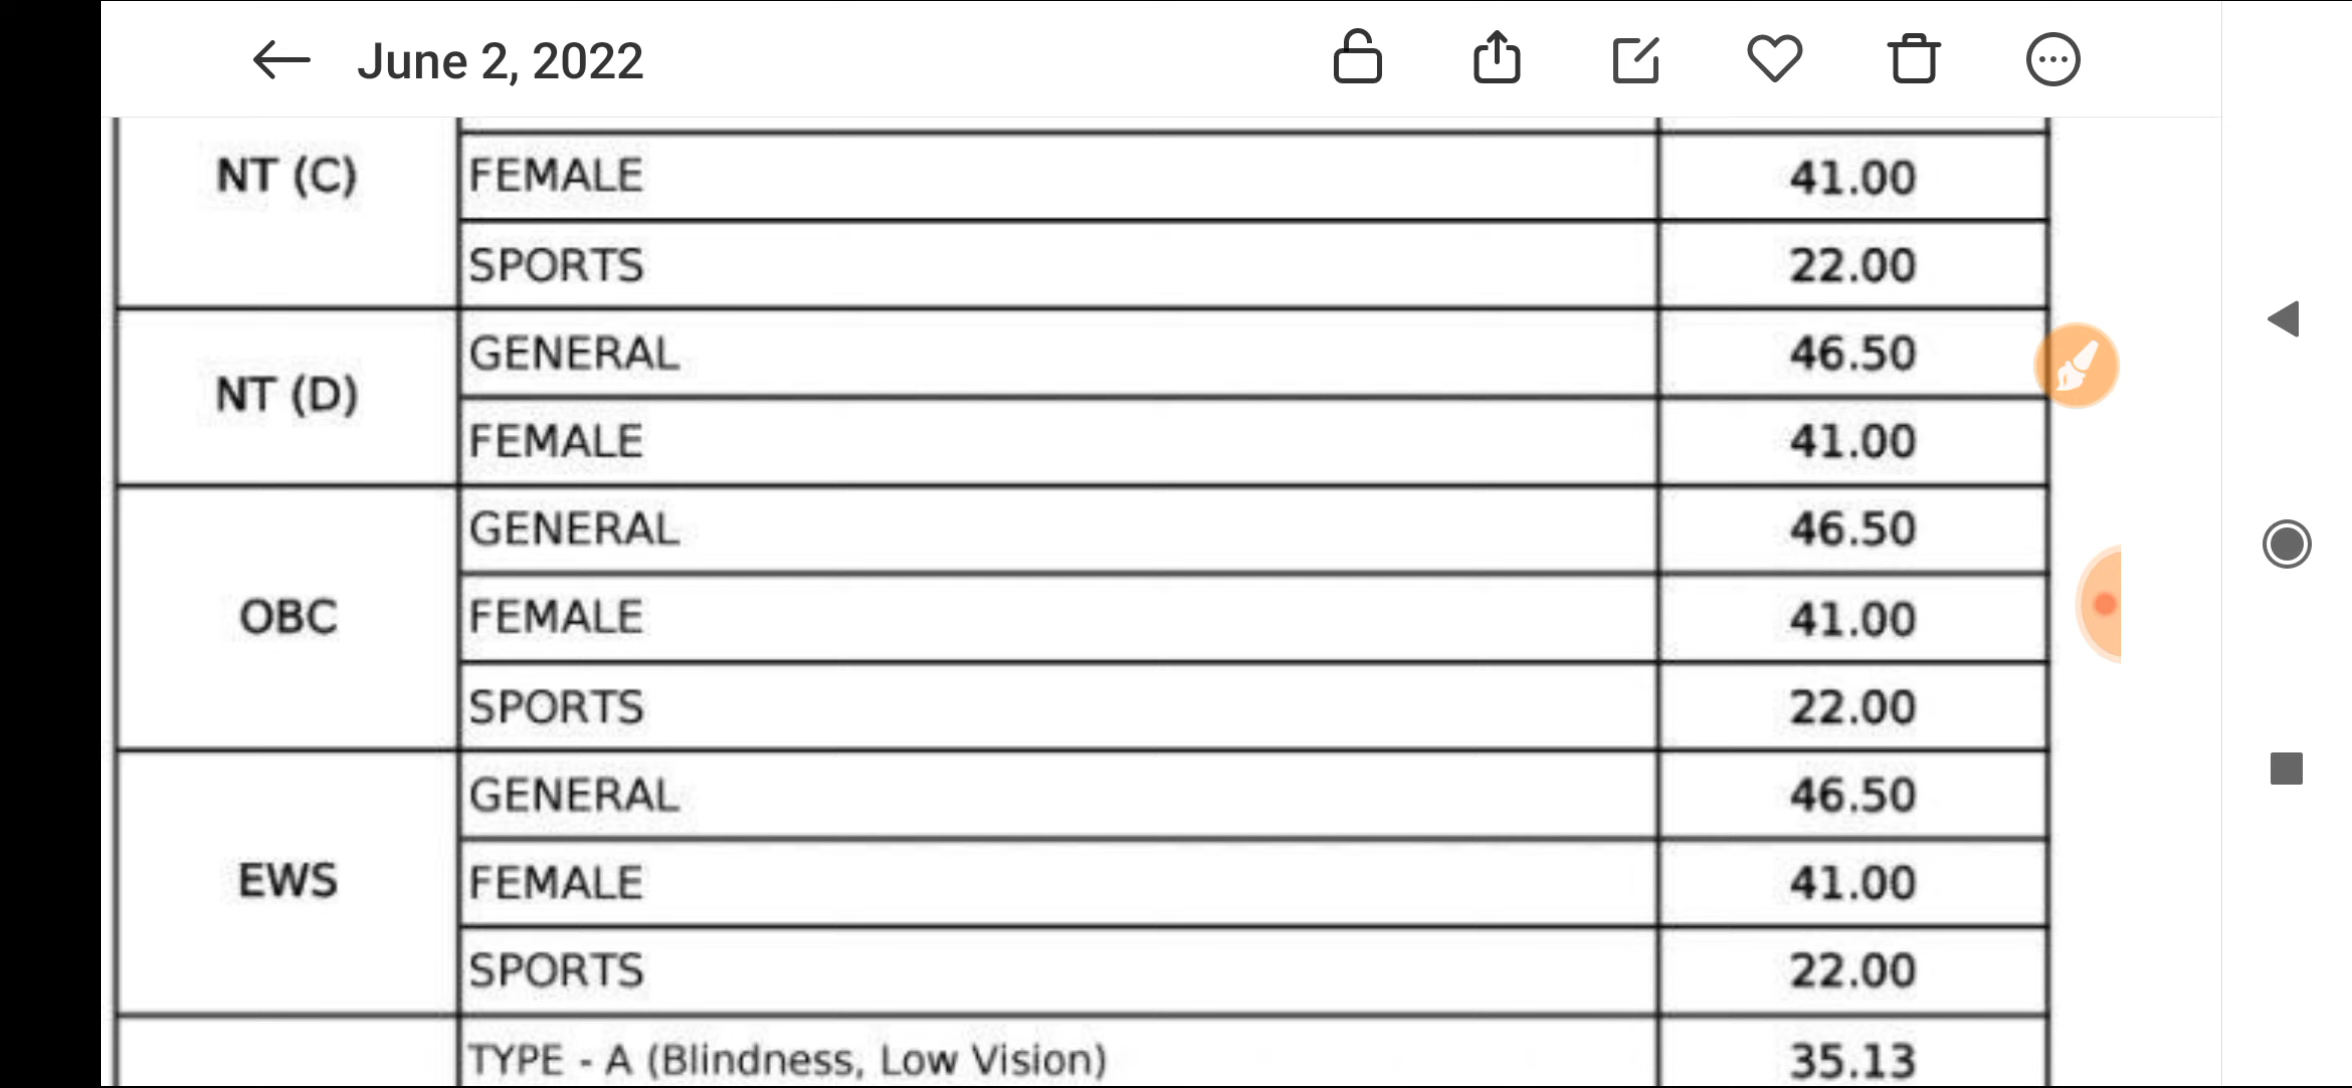 June 2, 2022
NT (C)
FEMALE 41.00
SPORTS 22.00
NT (D)
GENERAL 46.50
FEMALE 41.00
OBC
GENERAL 46.50
FEMALE 41.00
SPORTS 22.00
EWS
GENERAL 46.50
FEMALE 41.00
SPORTS 22.00
TYPE - A (Blindness, Low Vision) 35.13